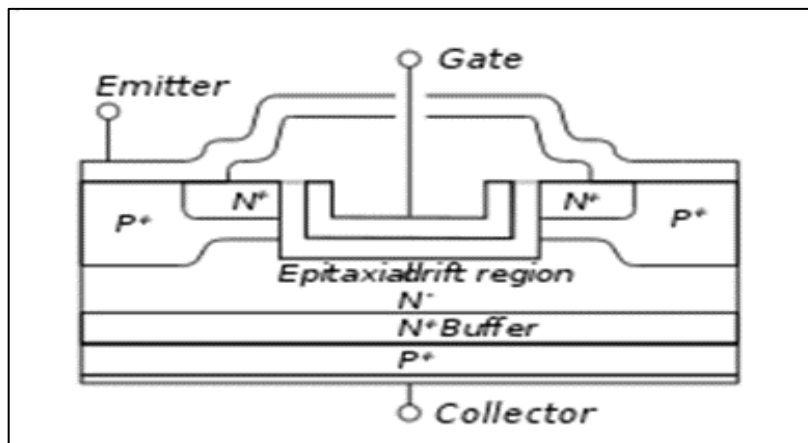 Gate
Emitter
N⁺ N⁺
P⁺ P⁺
Epitaxial drift region
N⁻
N⁺ Buffer
P⁺
Collector